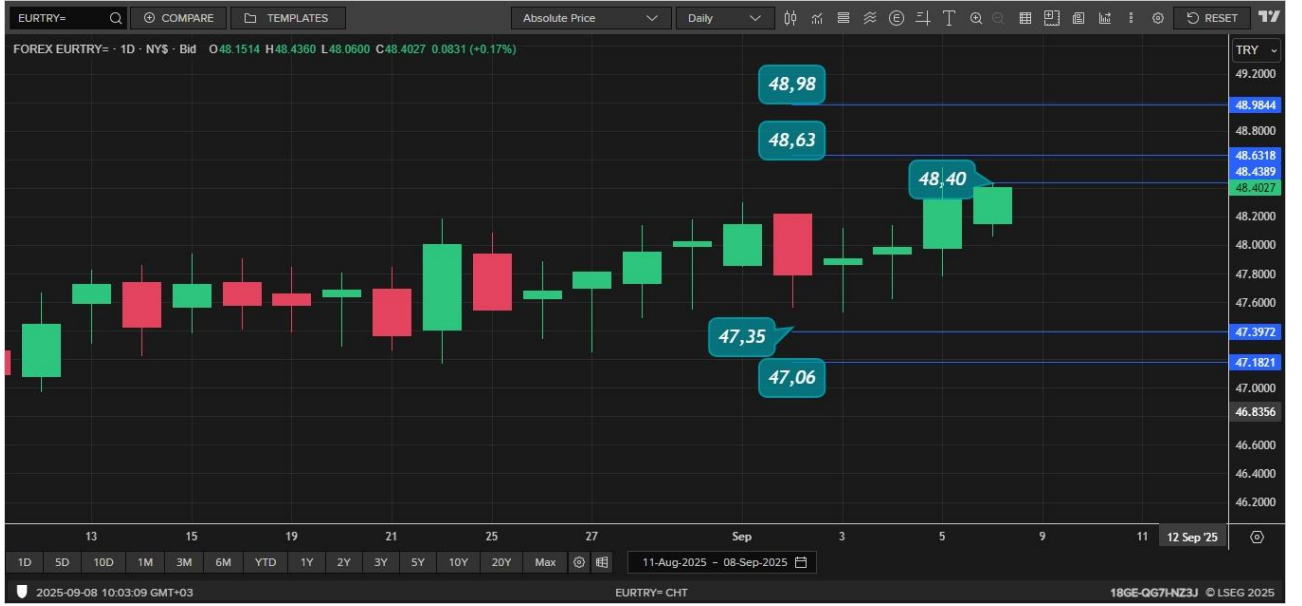 EURTRY=
COMPARE
TEMPLATES
Absolute Price
Daily
RESET
FOREX EURTRY= · 1D · NY$ · Bid O48.1514 H48.4360 L48.0600 C48.4027 0.0831 (+0.17%)
TRY
49.2000
48,98
48.9844
48.8000
48,63
48.6318
48.4389
48,40
48.4027
48.2000
48.0000
47.8000
47.6000
47,35
47.3972
47.1821
47,06
47.0000
46.8356
46.6000
46.4000
46.2000
13 15 19 21 25 27 Sep 3 5 9 11 12 Sep '25
1D 5D 10D 1M 3M 6M YTD 1Y 2Y 3Y 5Y 10Y 20Y Max 11-Aug-2025 - 08-Sep-2025
2025-09-08 10:03:09 GMT+03 EURTRY= CHT 18GE-QG7I-NZ3J © LSEG 2025